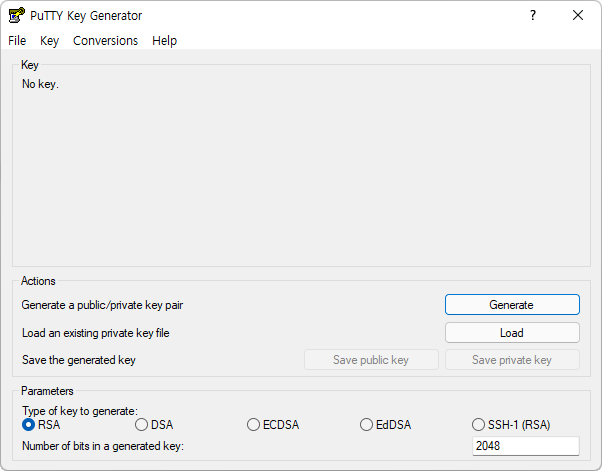 PuTTY Key Generator ?
File Key Conversions Help
Key
No key.
Actions
Generate a public/private key pair Generate
Load an existing private key file Load
Save the generated key Save public key Save private key
Parameters
Type of key to generate:
RSA DSA ECDSA EdDSA SSH-1 (RSA)
Number of bits in a generated key: 2048